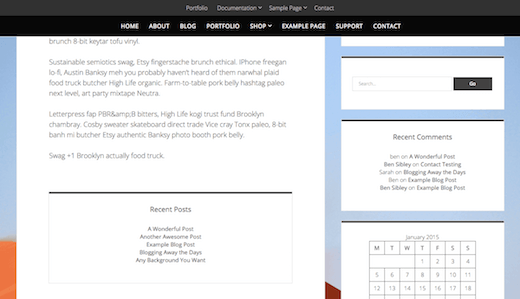 Portfolio Documentation Sample Page Contact
HOME ABOUT BLOG PORTFOLIO SHOP EXAMPLE PAGE SUPPORT CONTACT
brunch 8-bit keytar tofu vinyl.
Sustainable semiotics swag, Etsy fingerstache brunch ethical. IPhone freegan
lo-fi, Austin Banksy meh you probably haven't heard of them narwhal plaid
food truck butcher High Life organic. Farm-to-table pork belly hashtag paleo
next level, art party mixtape Neutra.
Letterpress fap PBR&amp;B bitters, High Life kogi trust fund Brooklyn
chambray. Cosby sweater skateboard direct trade Vice cray Tonx paleo, 8-bit
banh mi butcher Etsy authentic Banksy photo booth pork belly.
Swag +1 Brooklyn actually food truck.
Recent Posts
A Wonderful Post
Another Awesome Post
Example Blog Post
Blogging Away the Days
Any Background You Want
Search... Go
Recent Comments
ben on A Wonderful Post
Ben Sibley on Contact Testing
Sarah on Blogging Away the Days
Ben on Example Blog Post
Ben Sibley on Example Blog Post
January 2015
M T W T F S S
1 2 3 4
5 6 7 8 9 10 11
12 13 14 15 16 17 18